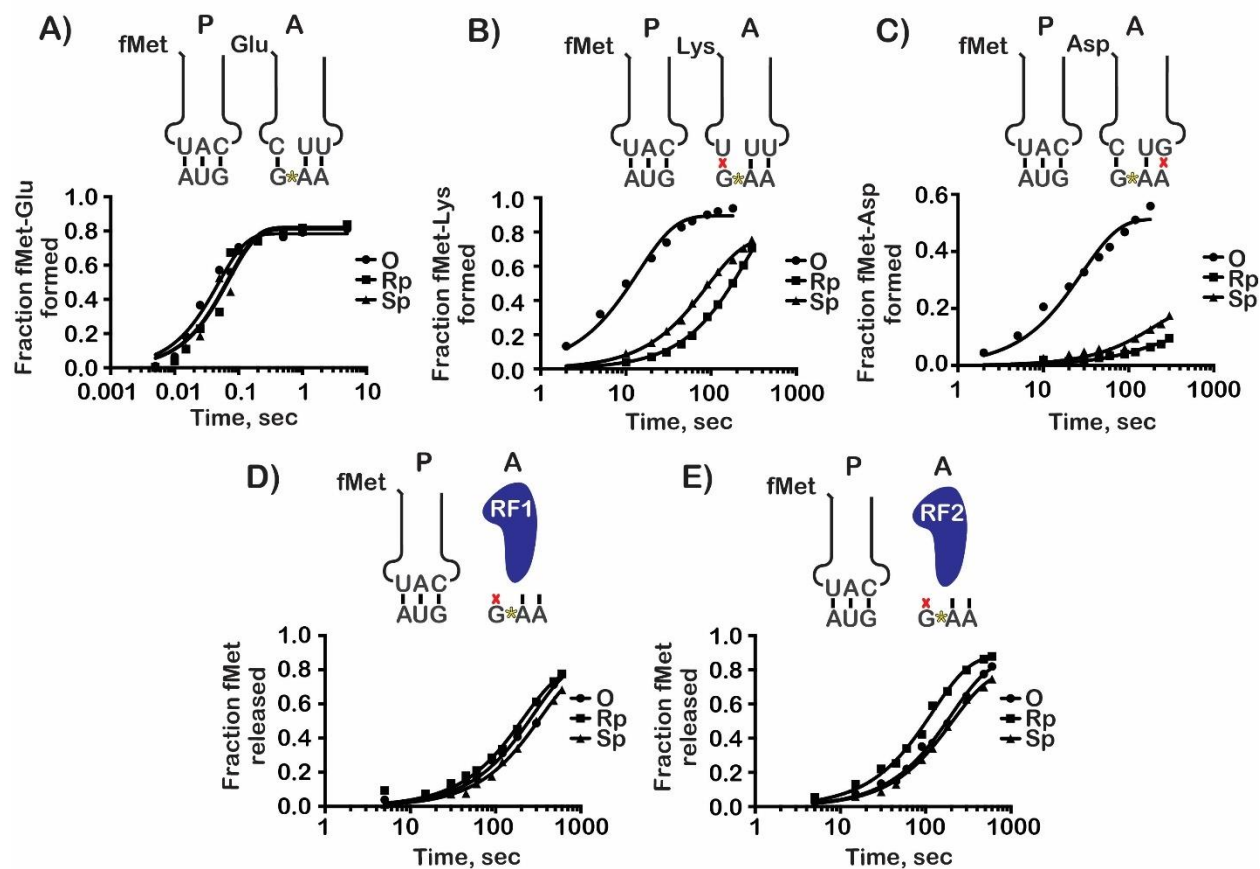 A)
P
A
fMet
Glu
UAC
C UU
AUG
G*AA
Fraction fMet-Glu
formed
1.0
0.8
0.6
0.4
0.2
0.0
0.001
0.01
0.1
1
10
Time, sec
O
Rp
Sp
B)
P
A
fMet
Lys
UAC
U UU
AUG
x
G*AA
Fraction fMet-Lys
formed
1.0
0.8
0.6
0.4
0.2
0.0
1
10
100
1000
Time, sec
O
Rp
Sp
C)
P
A
fMet
Asp
UAC
C UG
AUG
x
G*AA
Fraction fMet-Asp
formed
0.6
0.4
0.2
0.0
1
10
100
1000
Time, sec
O
Rp
Sp
D)
P
A
fMet
RF1
UAC
AUG
x
G*AA
Fraction fMet
released
1.0
0.8
0.6
0.4
0.2
0.0
1
10
100
1000
Time, sec
O
Rp
Sp
E)
P
A
fMet
RF2
UAC
AUG
x
G*AA
Fraction fMet
released
1.0
0.8
0.6
0.4
0.2
0.0
1
10
100
1000
Time, sec
O
Rp
Sp